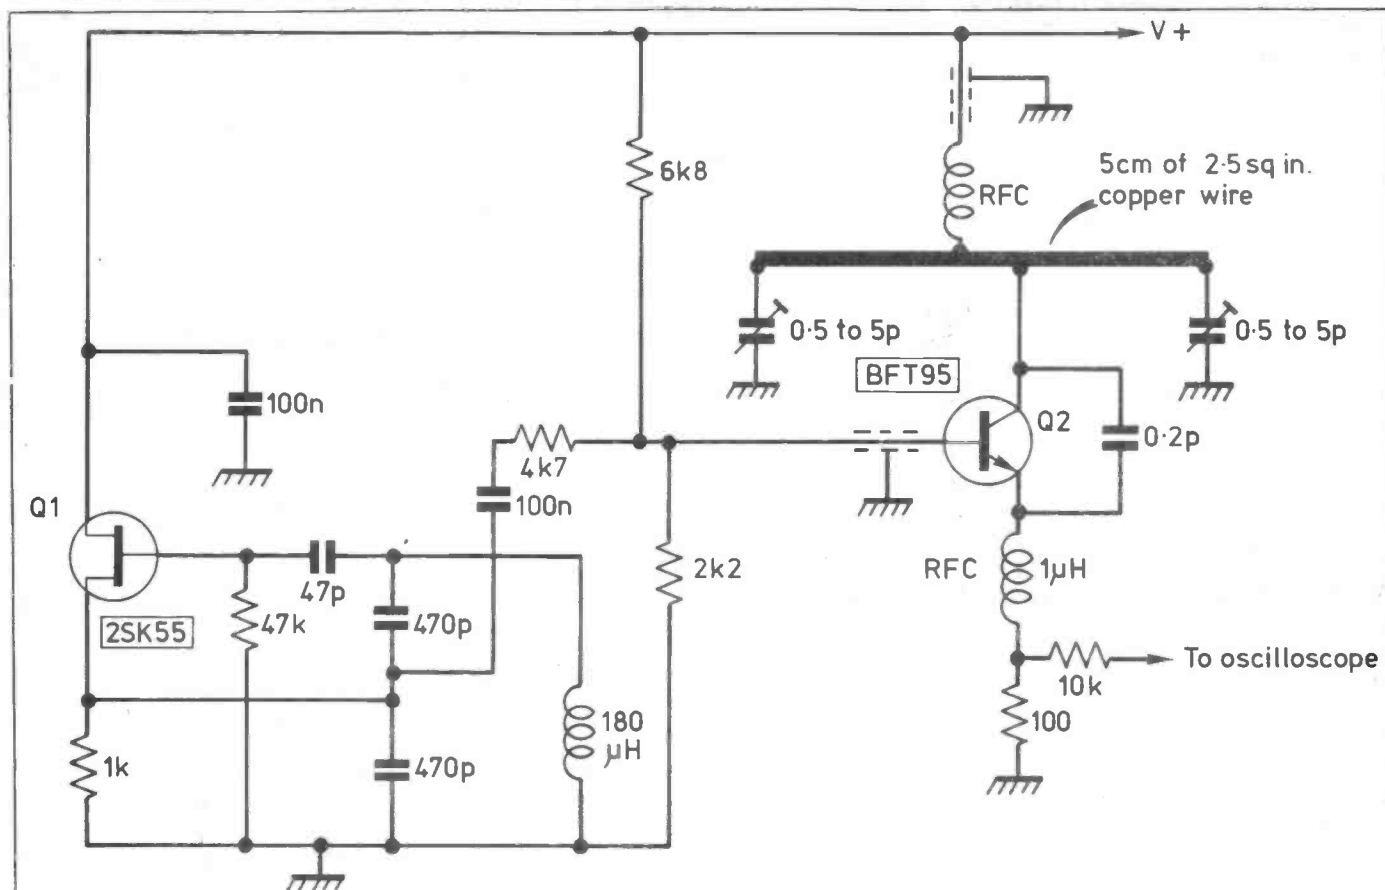 V+
6k8
RFC
5cm of 2·5 sq in.
copper wire
0·5 to 5p
0·5 to 5p
BFT95
100n
Q2
0·2p
4k7
Q1
100n
47p
2k2
RFC
1µH
2SK55
47k
470p
To oscilloscope
10k
180
µH
100
1k
470p